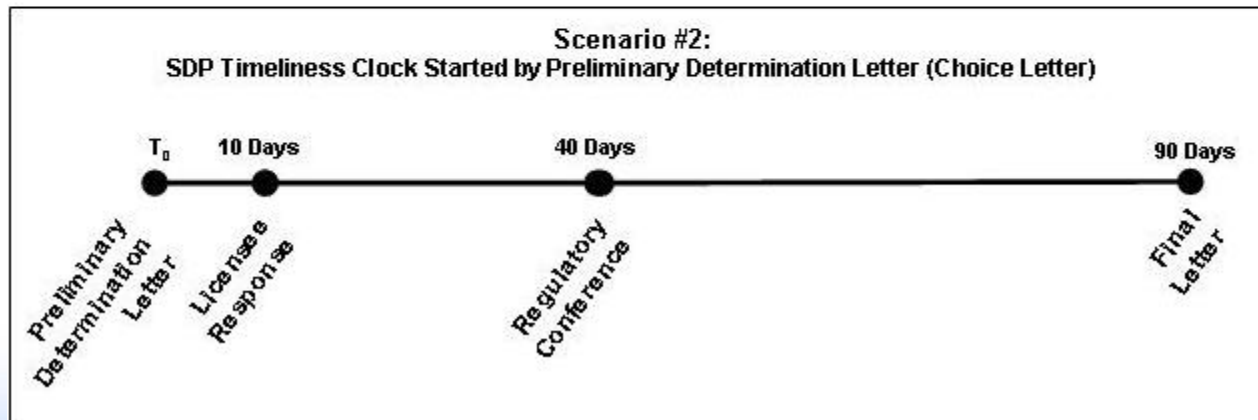 Scenario #2:
SDP Timeliness Clock Started by Preliminary Determination Letter (Choice Letter)
T₀
10 Days
40 Days
90 Days
Preliminary
Determination
Letter
Licensee
Response
Regulatory
Conference
Final
Letter